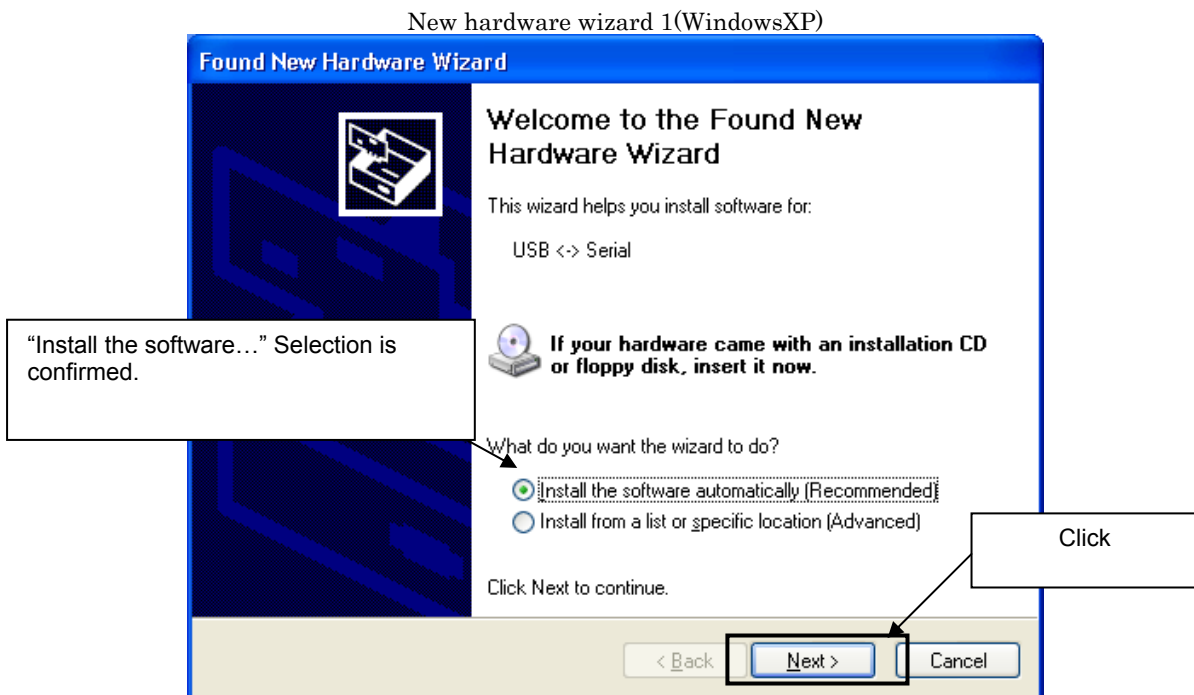 New hardware wizard 1(WindowsXP)
Found New Hardware Wizard
Welcome to the Found New
Hardware Wizard
This wizard helps you install software for:
USB <-> Serial
If your hardware came with an installation CD
or floppy disk, insert it now.
“Install the software…” Selection is
confirmed.
What do you want the wizard to do?
Install the software automatically (Recommended)
Install from a list or specific location (Advanced)
Click
Click Next to continue.
< Back
Next >
Cancel